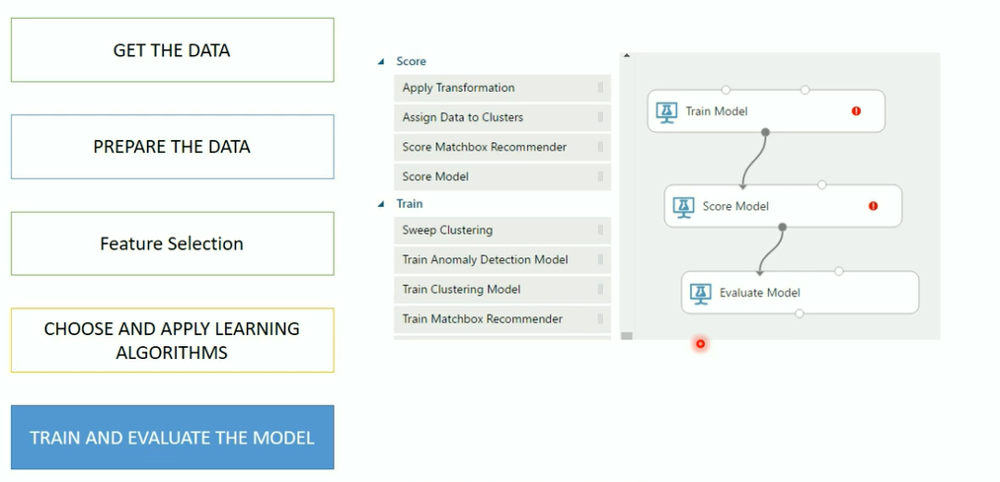 GET THE DATA
PREPARE THE DATA
Feature Selection
CHOOSE AND APPLY LEARNING
ALGORITHMS
TRAIN AND EVALUATE THE MODEL
Score
Apply Transformation
Assign Data to Clusters
Score Matchbox Recommender
Score Model
Train
Sweep Clustering
Train Anomaly Detection Model
Train Clustering Model
Train Matchbox Recommender
Train Model
Score Model
Evaluate Model